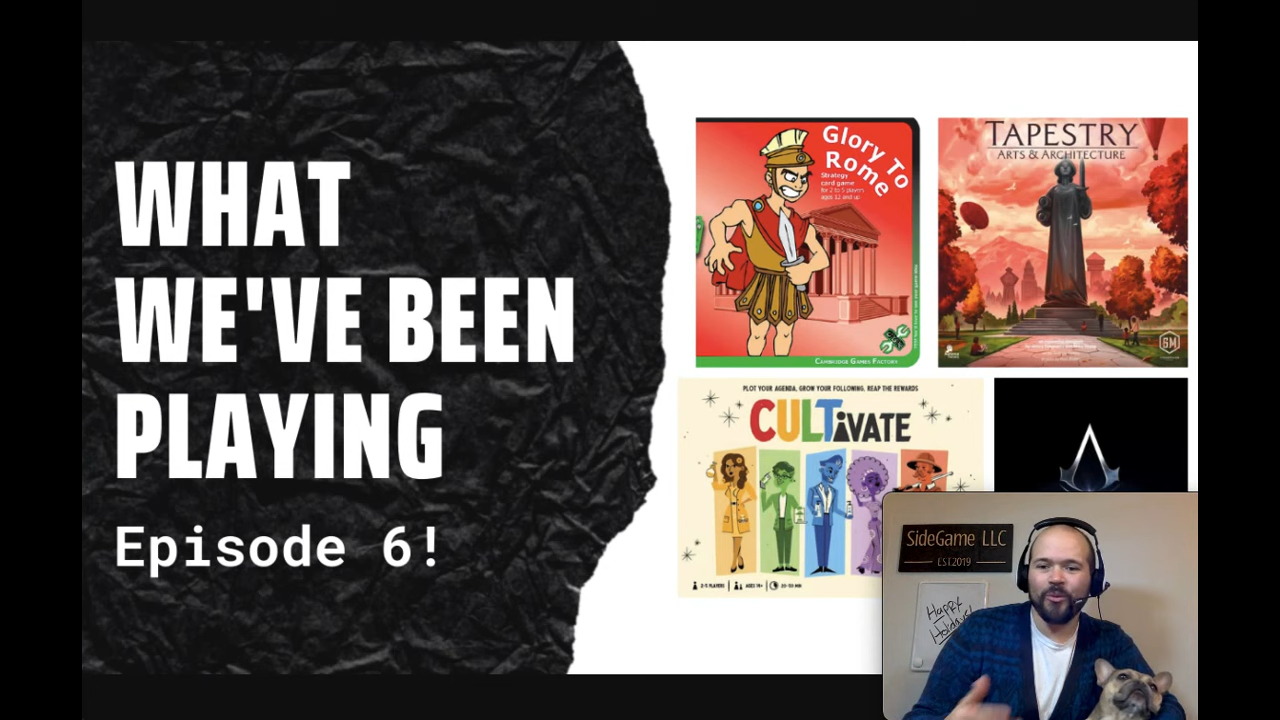 WHAT
WE'VE BEEN
PLAYING
Episode 6!
Glory To
Rome
Strategy
card game
for 2 to 5 players
ages 12 and up
CAMBRIDGE GAMES FACTORY
TAPESTRY
ARTS & ARCHITECTURE
PLOT YOUR AGENDA, GROW YOUR FOLLOWING, REAP THE REWARDS
CULTIVATE
SideGame LLC
EST.2019
Happy
Holidays!